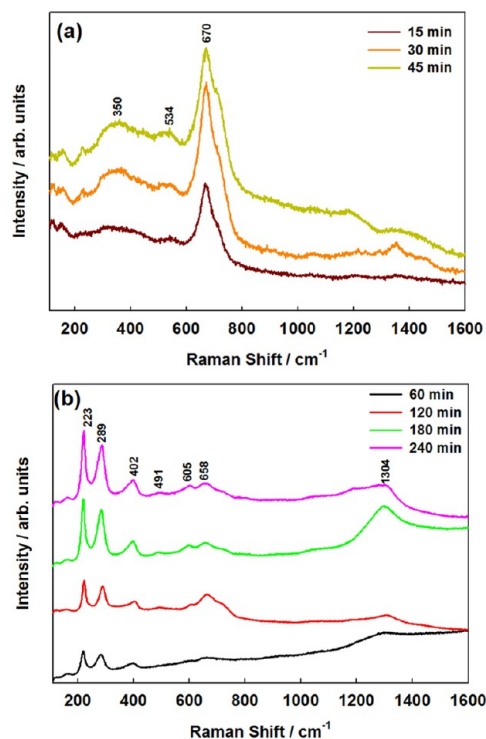 (a)
670
15 min
30 min
45 min
350
534
Intensity / arb. units
200 400 600 800 1000 1200 1400 1600
Raman Shift / cm-1
(b)
223
289
402
491
605
658
1304
60 min
120 min
180 min
240 min
Intensity / arb. units
200 400 600 800 1000 1200 1400 1600
Raman Shift / cm-1